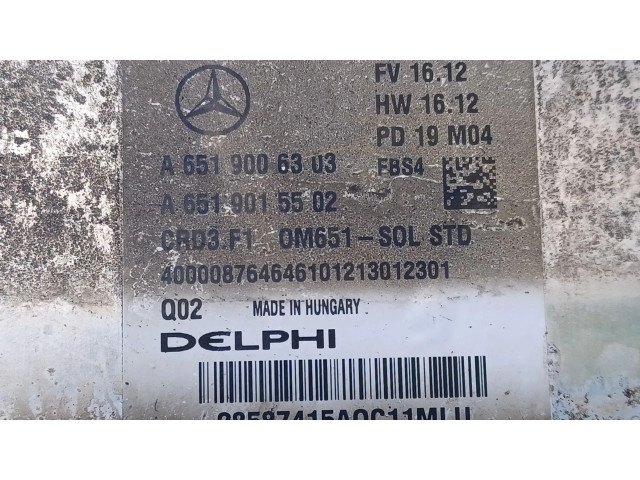 FV 16.12
HW 16.12
PD 19 M04
A 651 900 63 03 FBS4
A 651 901 55 02
CRD3.F1 OM651-SOL STD
40000876464610121301​2301
Q02 MADE IN HUNGARY
DELPHI
28587415AOC11MLU